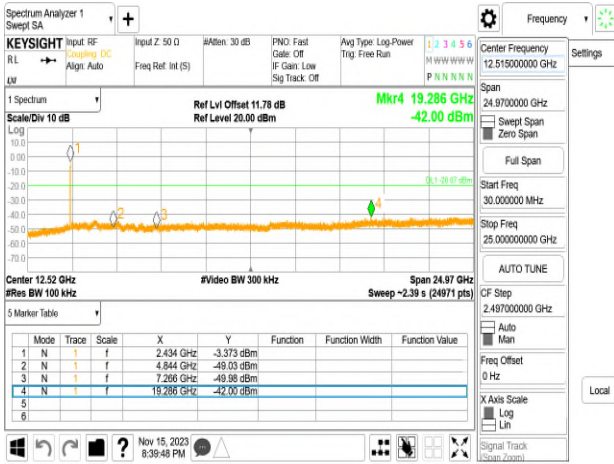 Spectrum Analyzer 1
Swept SA
Frequency
KEYSIGHT
Input: RF
Coupling: DC
Align: Auto
Input Z: 50 Ω
Freq Ref: Int (S)
#Atten: 30 dB
PNO: Fast
Gate: Off
IF Gain: Low
Sig Track: Off
Avg Type: Log-Power
Trig: Free Run
1 2 3 4 5 6
M W W W W W
P N N N N N
RL
Center Frequency
12.515000000 GHz
Settings
Span
24.9700000 GHz
Swept Span
Zero Span
Full Span
Start Freq
30.000000 MHz
Stop Freq
25.000000000 GHz
AUTO TUNE
CF Step
2.497000000 GHz
Auto
Man
Freq Offset
0 Hz
X Axis Scale
Log
Lin
Local
Signal Track
(Span Zoom)
1 Spectrum
Scale/Div 10 dB
Ref Lvl Offset 11.78 dB
Ref Level 20.00 dBm
Mkr4 19.286 GHz
-42.00 dBm
Log
10.0
0.00
-10.0
-20.0
-30.0
-40.0
-50.0
-60.0
-70.0
1
2
3
4
Center 12.52 GHz
#Res BW 100 kHz
#Video BW 300 kHz
Span 24.97 GHz
Sweep ~2.39 s (24971 pts)
5 Marker Table
Mode Trace Scale X Y Function Function Width Function Value
1 N 1 f 2.434 GHz -3.373 dBm
2 N 1 f 4.844 GHz -49.03 dBm
3 N 1 f 7.266 GHz -49.98 dBm
4 N 1 f 19.286 GHz -42.00 dBm
5
6
?
Nov 15, 2023
8:39:48 PM